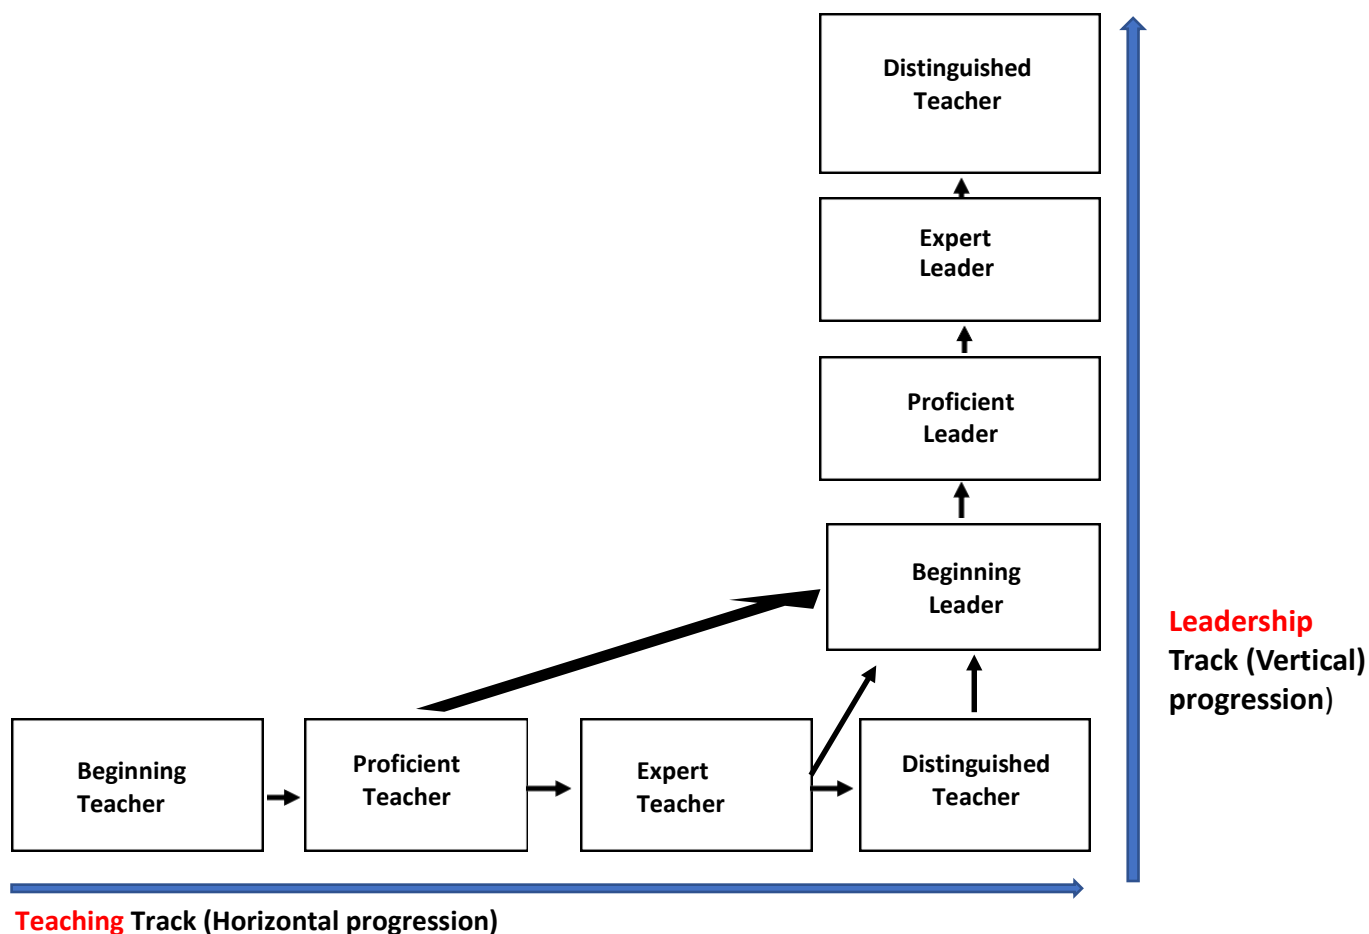 Distinguished
Teacher
Expert
Leader
Proficient
Leader
Beginning
Leader
Leadership
Track (Vertical)
progression)
Beginning
Teacher
Proficient
Teacher
Expert
Teacher
Distinguished
Teacher
Teaching Track (Horizontal progression)